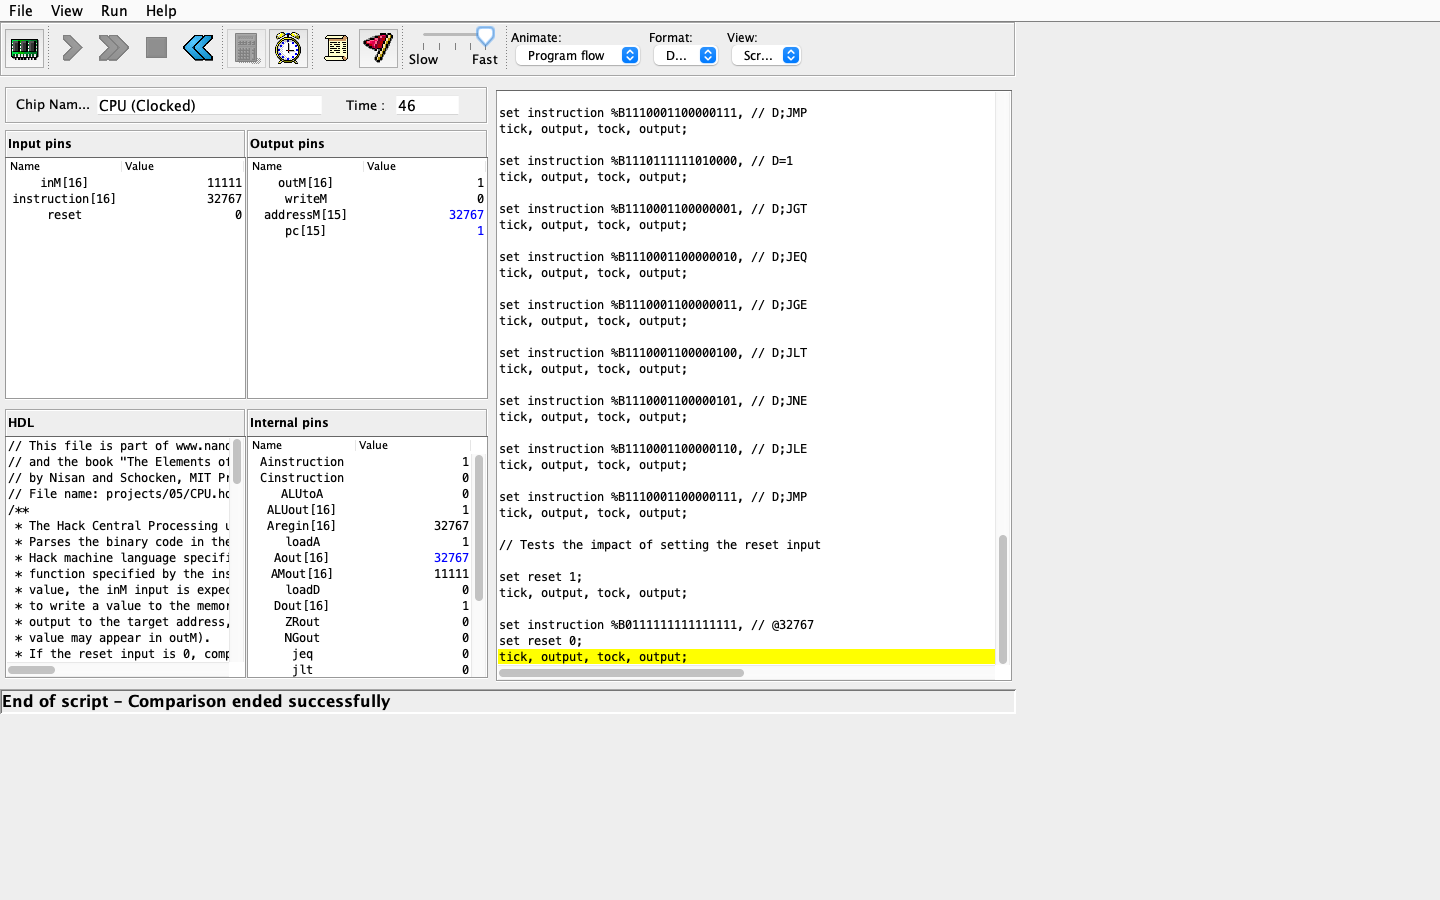 File View Run Help
Slow Fast
Animate: Format: View:
Program flow D... Scr...
Chip Nam... CPU (Clocked) Time : 46
Input pins
Name Value
inM[16] 11111
instruction[16] 32767
reset 0
Output pins
Name Value
outM[16] 1
writeM 0
addressM[15] 32767
pc[15] 1
HDL
// This file is part of www.nand
// and the book "The Elements of
// by Nisan and Schocken, MIT Pr
// File name: projects/05/CPU.hd
/**
* The Hack Central Processing u
* Parses the binary code in the
* Hack machine language specifi
* function specified by the ins
* value, the inM input is expec
* to write a value to the memor
* output to the target address,
* value may appear in outM).
* If the reset input is 0, comp
Internal pins
Name Value
Ainstruction 1
Cinstruction 0
ALUtoA 0
ALUout[16] 1
Aregin[16] 32767
loadA 1
Aout[16] 32767
AMout[16] 11111
loadD 0
Dout[16] 1
ZRout 0
NGout 0
jeq 0
jlt 0
set instruction %B1110001100000111, // D;JMP
tick, output, tock, output;
set instruction %B1110111111010000, // D=1
tick, output, tock, output;
set instruction %B1110001100000001, // D;JGT
tick, output, tock, output;
set instruction %B1110001100000010, // D;JEQ
tick, output, tock, output;
set instruction %B1110001100000011, // D;JGE
tick, output, tock, output;
set instruction %B1110001100000100, // D;JLT
tick, output, tock, output;
set instruction %B1110001100000101, // D;JNE
tick, output, tock, output;
set instruction %B1110001100000110, // D;JLE
tick, output, tock, output;
set instruction %B1110001100000111, // D;JMP
tick, output, tock, output;
// Tests the impact of setting the reset input
set reset 1;
tick, output, tock, output;
set instruction %B0111111111111111, // @32767
set reset 0;
tick, output, tock, output;
End of script – Comparison ended successfully